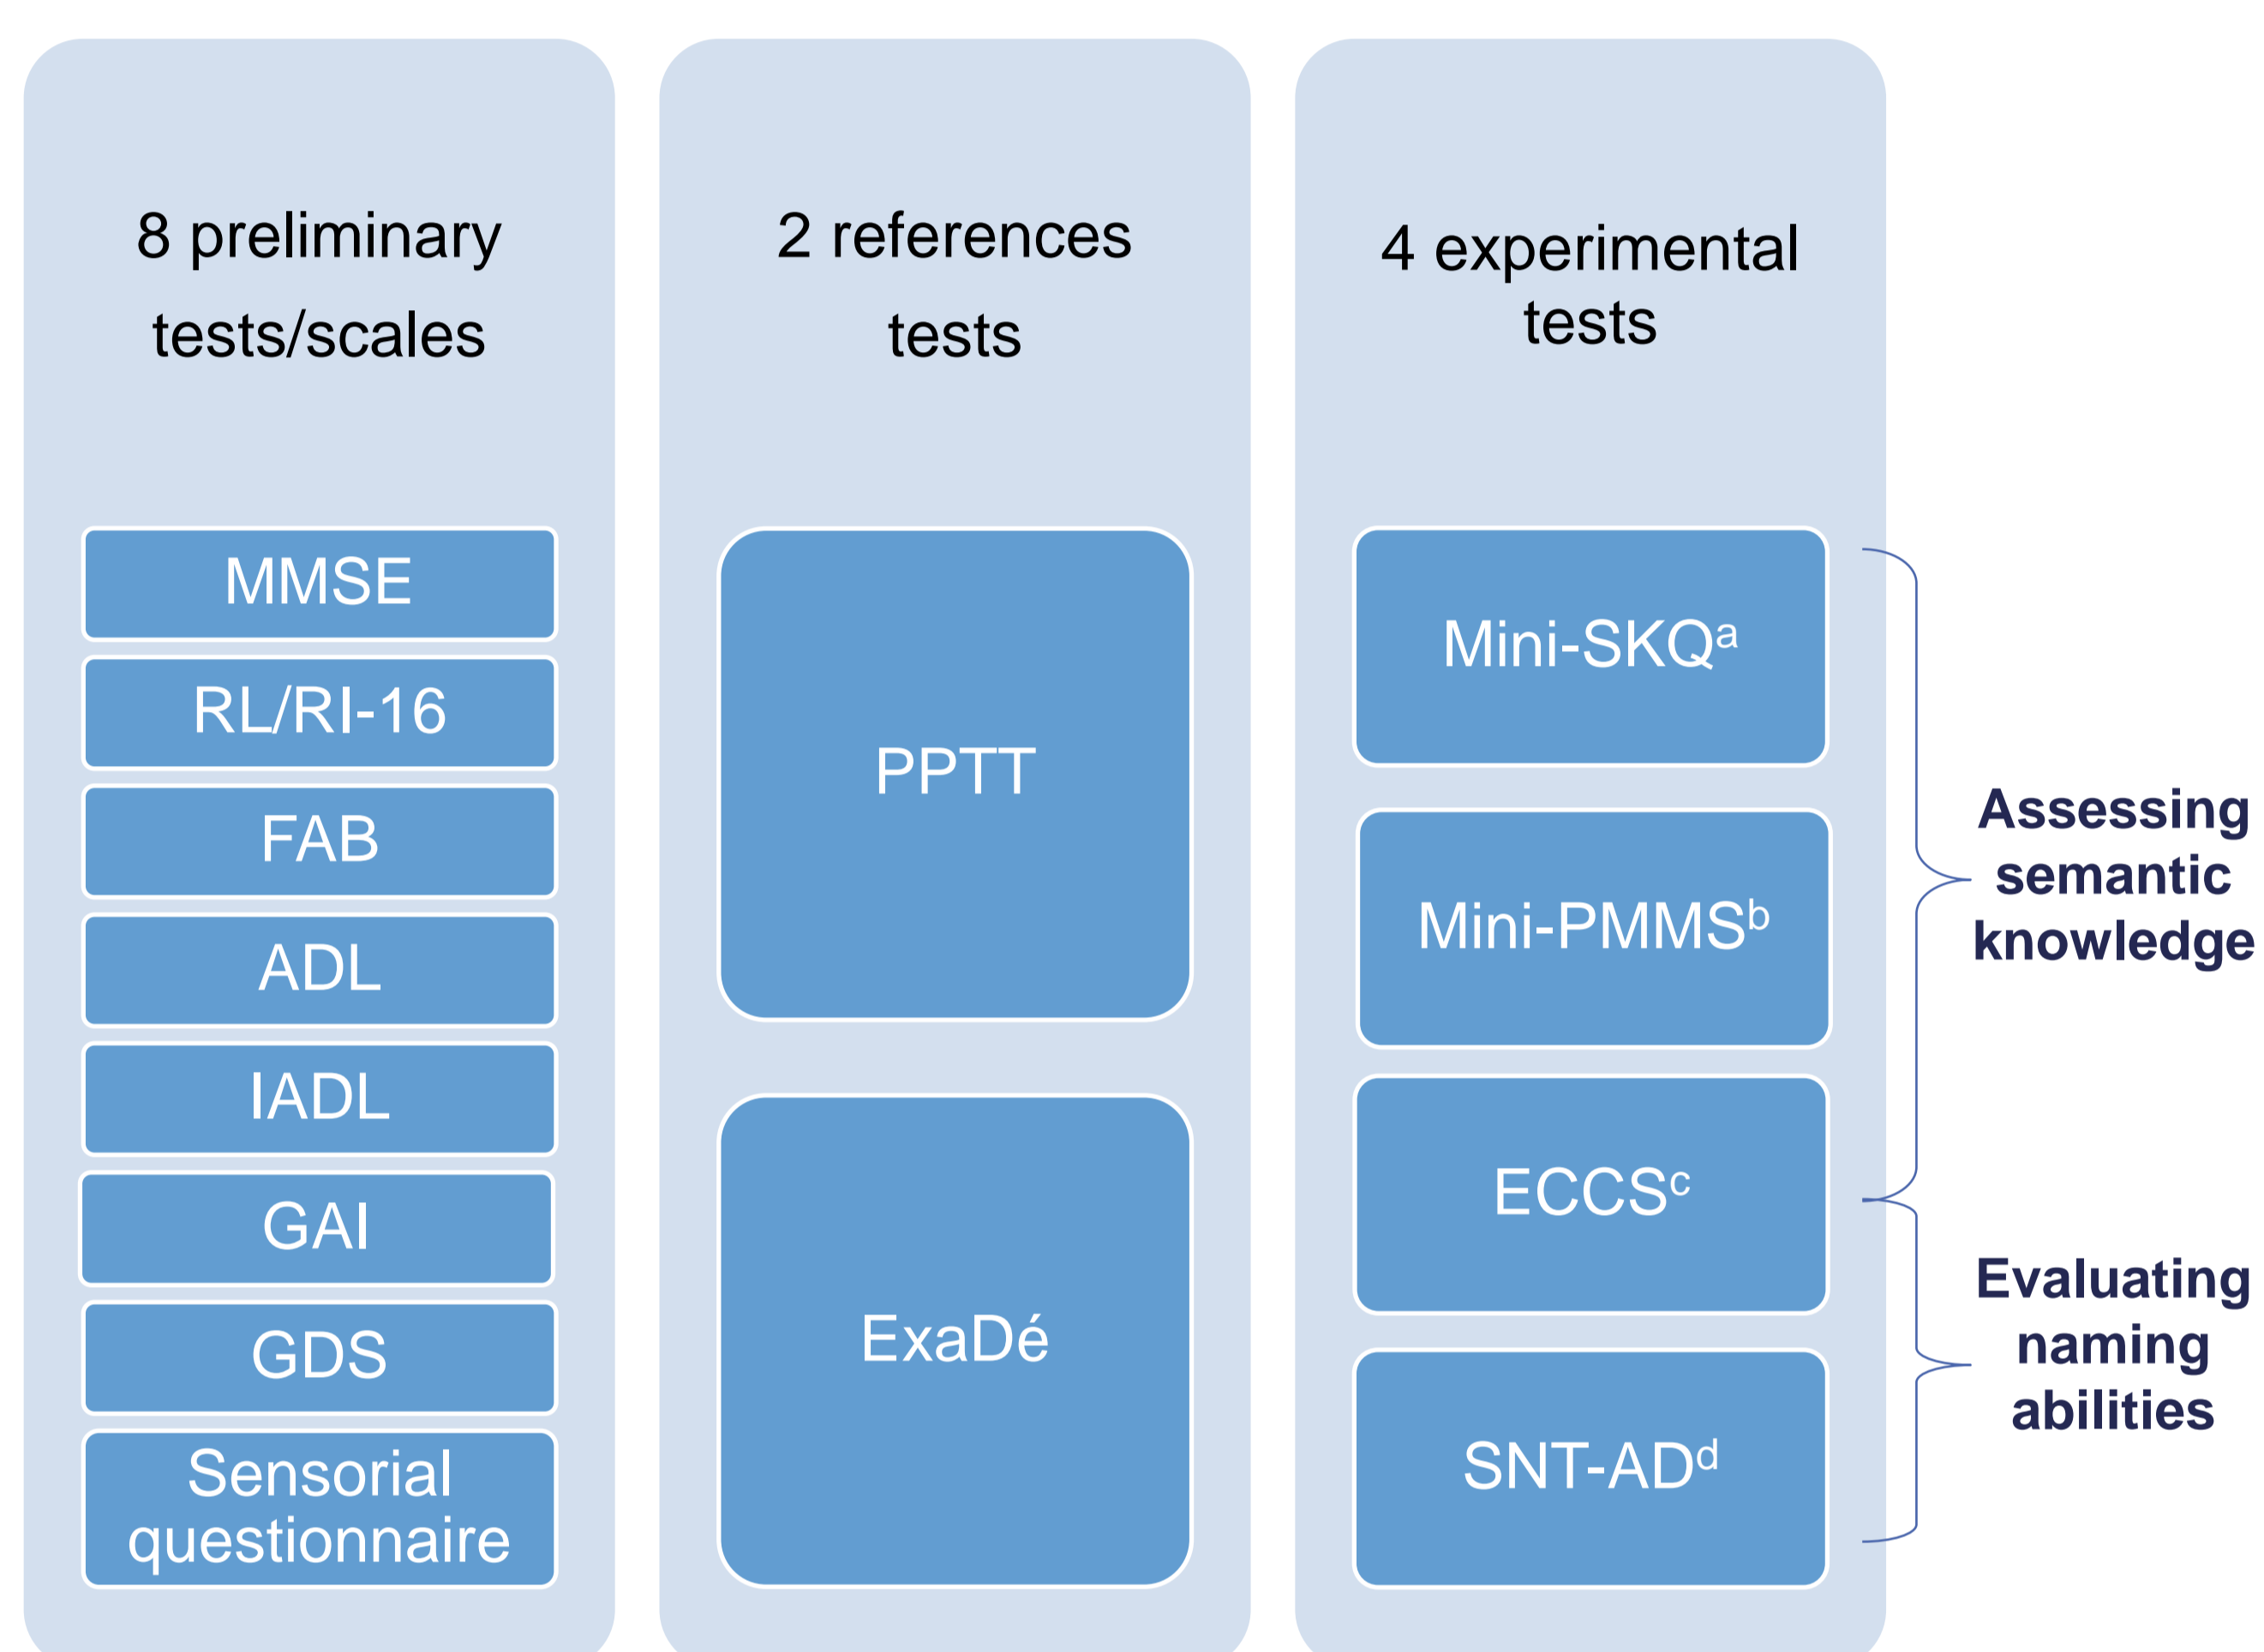 8 preliminary
tests/scales
MMSE
RL/RI-16
FAB
ADL
IADL
GAI
GDS
Sensorial
questionnaire
2 references
tests
PPTT
ExaDé
4 experimental
tests
Mini-SKQᵃ
Mini-PMMSᵇ
ECCSᶜ
SNT-ADᵈ
Assessing
semantic
knowledge
Evaluating
naming
abilities